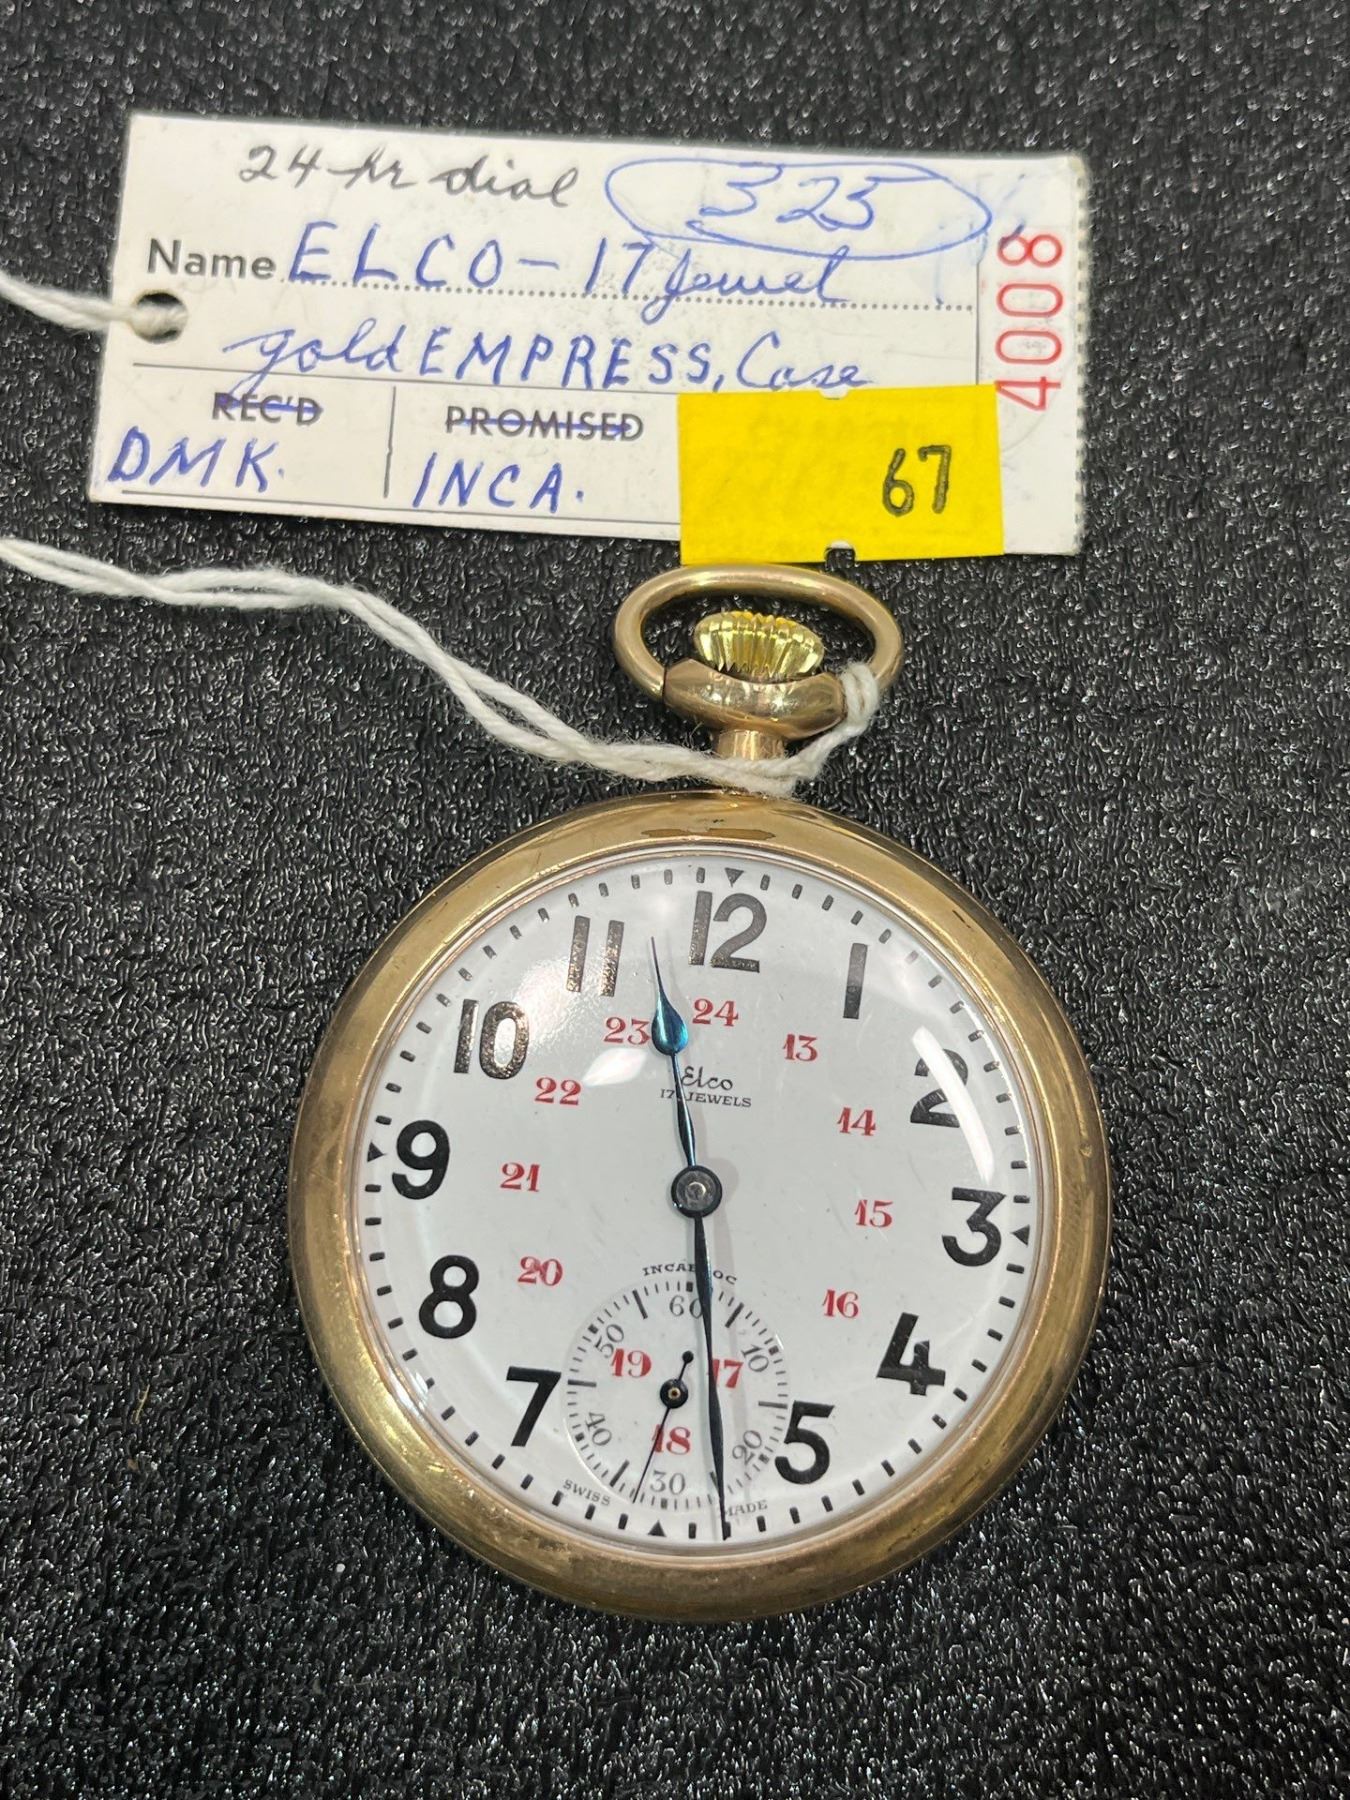 24-hr dial 325
Name ELCO-17 jewel
gold EMPRESS, Case
REC'D PROMISED
DMK. INCA.
4008
67
12
11 1
24
23 13
10 2
22 14
Elco
17 JEWELS
9 3
21 15
8 4
20 16
INCABLOC
60
50 10
19 17
7 5
40 20
18
30
SWISS MADE